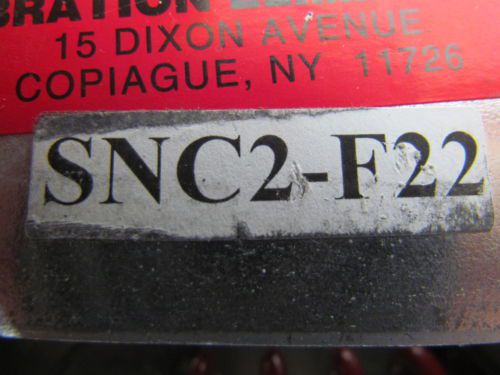 15 DIXON AVENUE
COPIAGUE, NY 11726
SNC2-F22